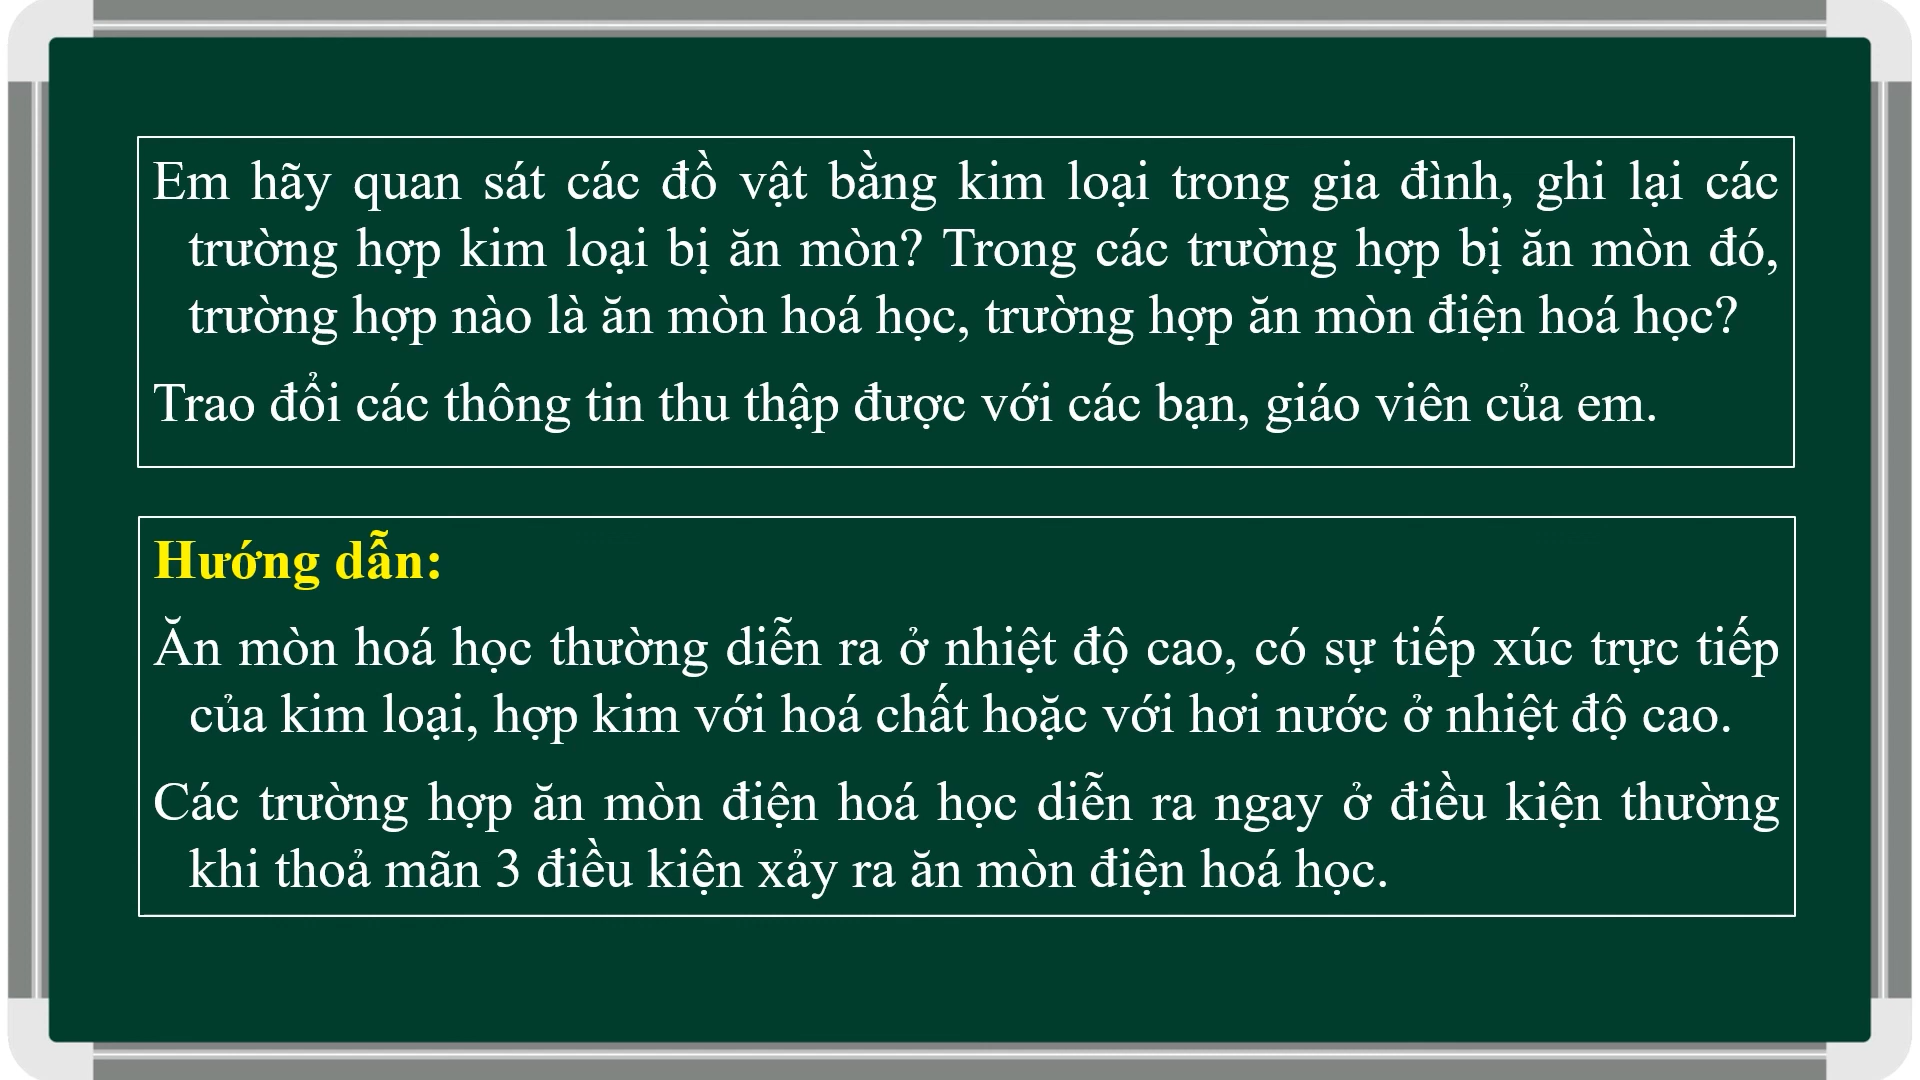 Em hãy quan sát các đồ vật bằng kim loại trong gia đình, ghi lại các
trường hợp kim loại bị ăn mòn? Trong các trường hợp bị ăn mòn đó,
trường hợp nào là ăn mòn hoá học, trường hợp ăn mòn điện hoá học?
Trao đổi các thông tin thu thập được với các bạn, giáo viên của em.
Hướng dẫn:
Ăn mòn hoá học thường diễn ra ở nhiệt độ cao, có sự tiếp xúc trực tiếp
của kim loại, hợp kim với hoá chất hoặc với hơi nước ở nhiệt độ cao.
Các trường hợp ăn mòn điện hoá học diễn ra ngay ở điều kiện thường
khi thoả mãn 3 điều kiện xảy ra ăn mòn điện hoá học.